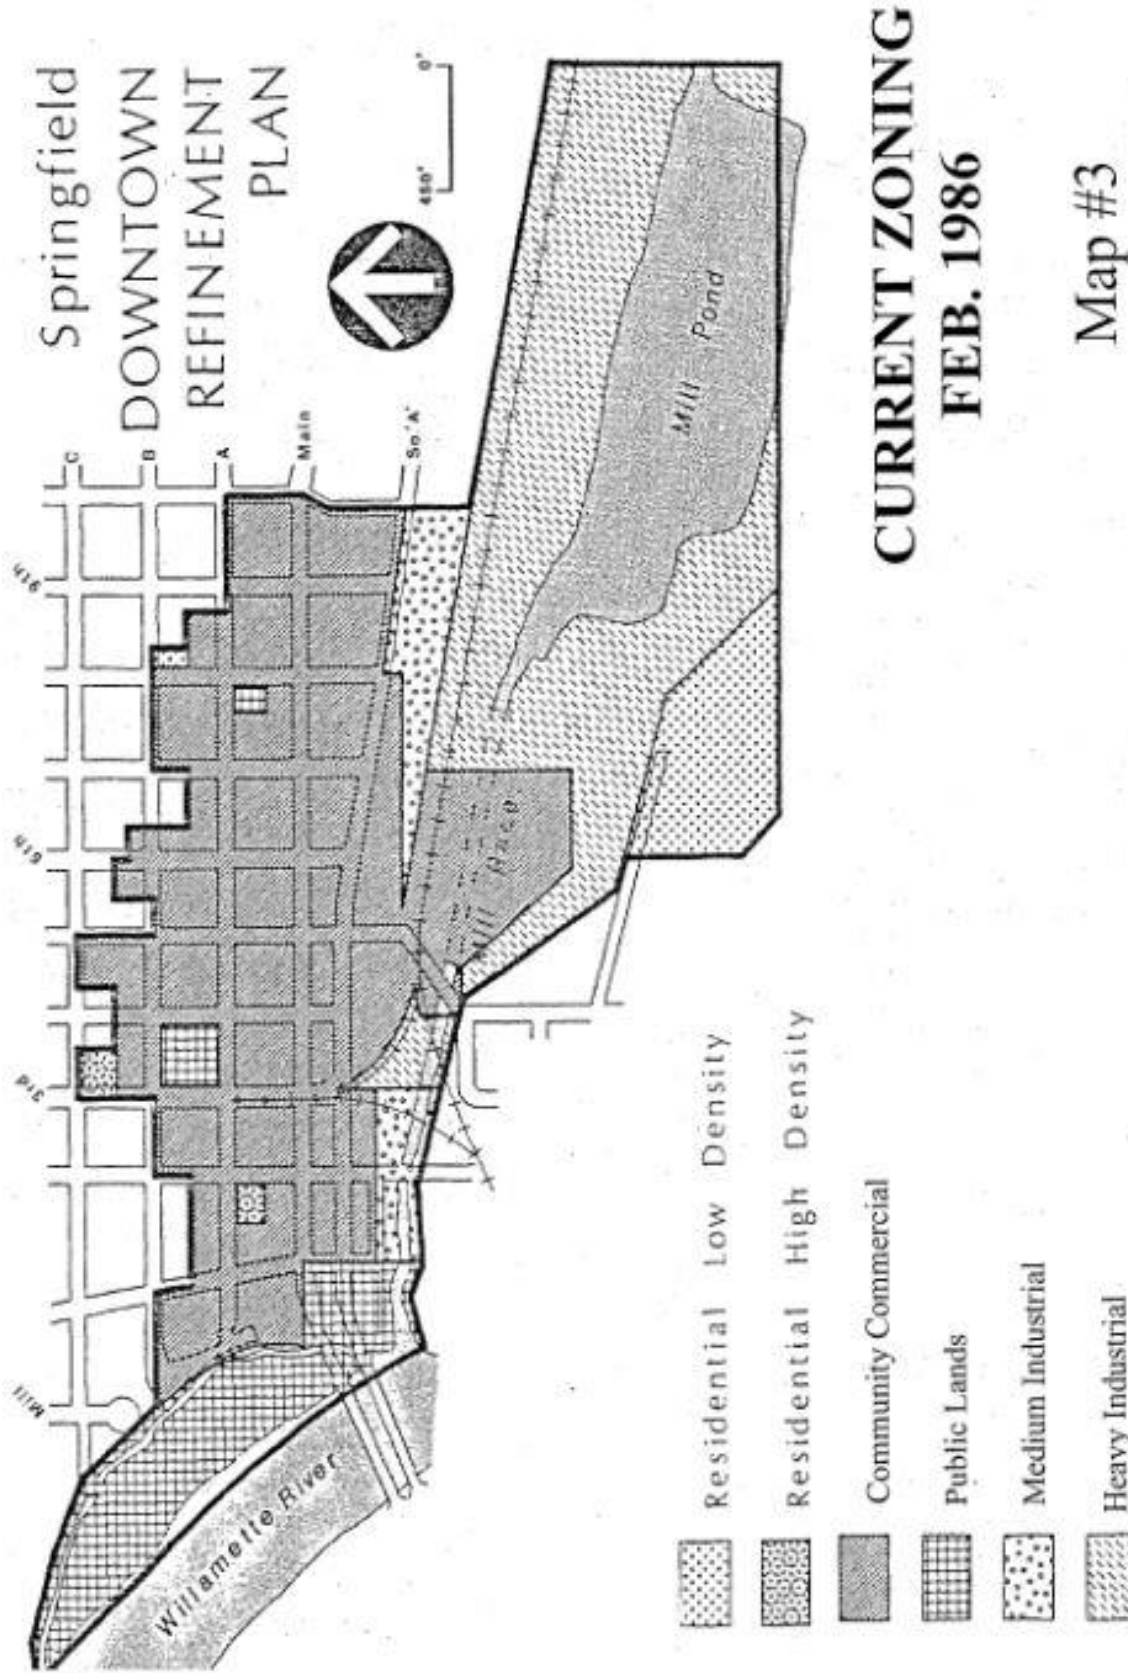 Springfield
DOWNTOWN
REFINEMENT
PLAN
450'
0'
C
B
A
Main
So. 'A'
9th
6th
3rd
Mill
Willamette River
Mill Race
Mill Pond
Residential Low Density
Residential High Density
Community Commercial
Public Lands
Medium Industrial
Heavy Industrial
CURRENT ZONING
FEB. 1986
Map #3